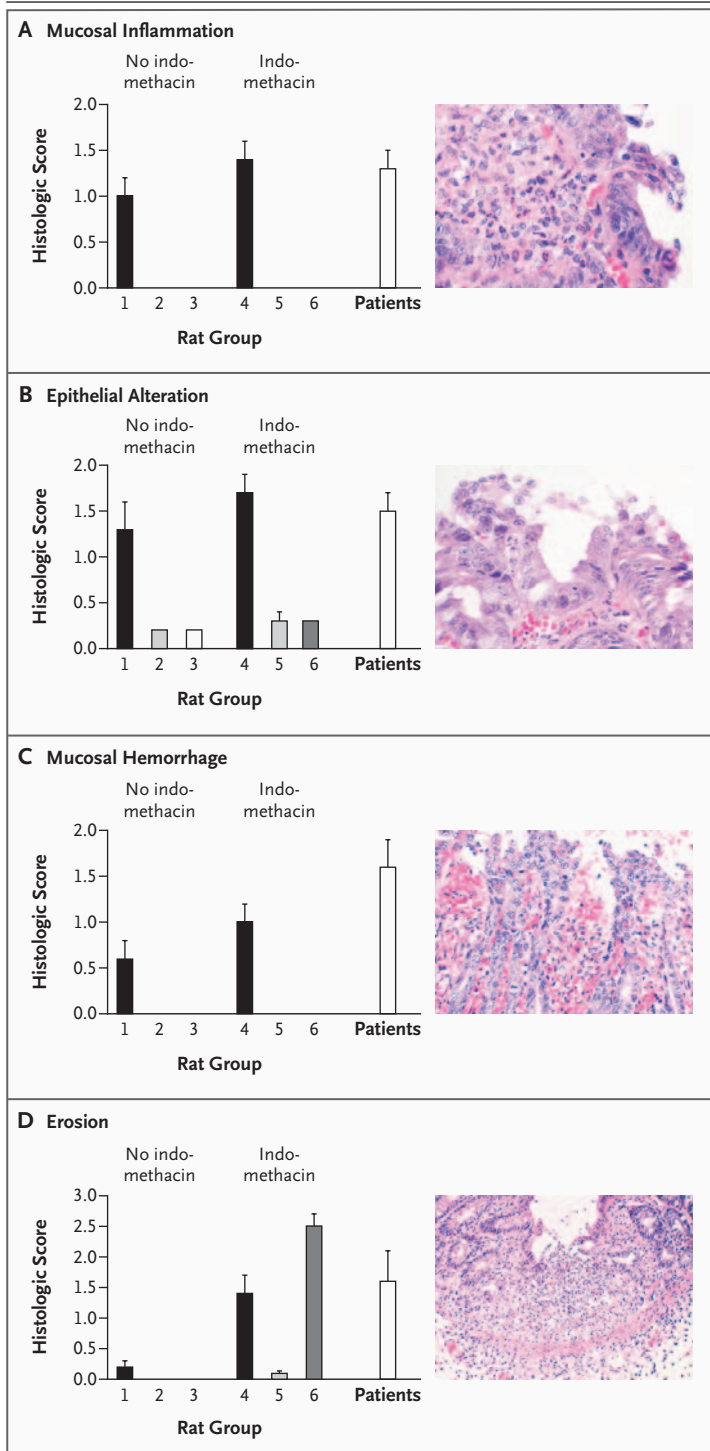 A Mucosal Inflammation
No indo-
methacin
Indo-
methacin
Histologic Score
2.0
1.5
1.0
0.5
0.0
1 2 3 4 5 6 Patients
Rat Group
B Epithelial Alteration
No indo-
methacin
Indo-
methacin
Histologic Score
2.0
1.5
1.0
0.5
0.0
1 2 3 4 5 6 Patients
Rat Group
C Mucosal Hemorrhage
No indo-
methacin
Indo-
methacin
Histologic Score
2.0
1.5
1.0
0.5
0.0
1 2 3 4 5 6 Patients
Rat Group
D Erosion
No indo-
methacin
Indo-
methacin
Histologic Score
3.0
2.5
2.0
1.5
1.0
0.5
0.0
1 2 3 4 5 6 Patients
Rat Group